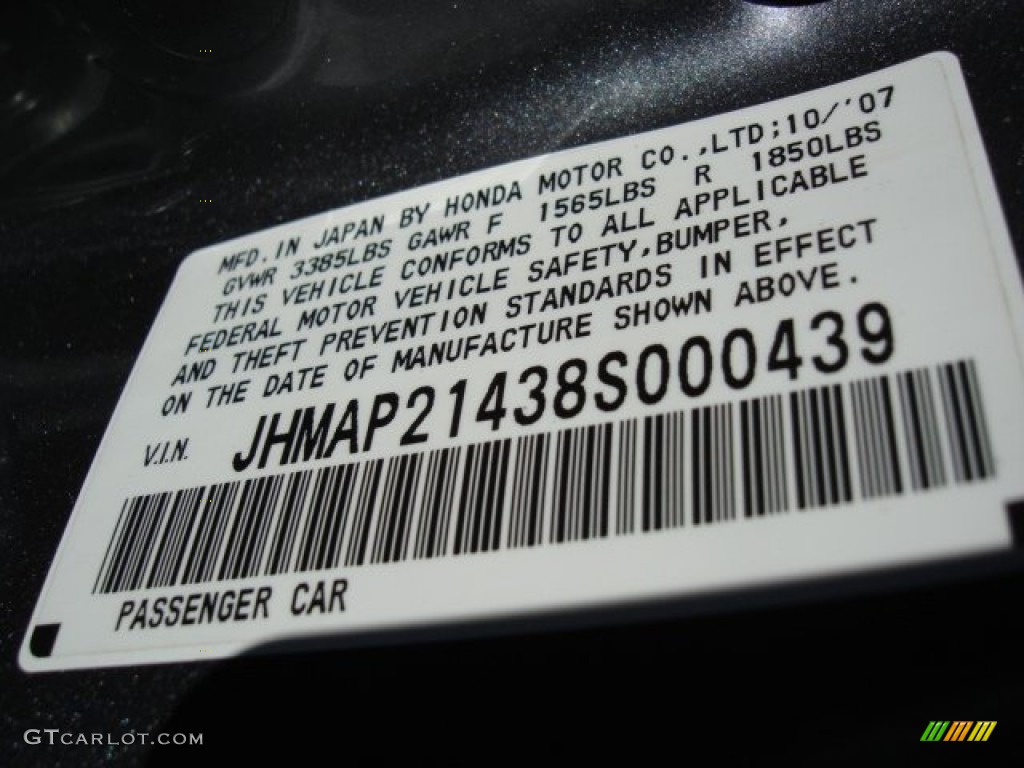 MFD. IN JAPAN BY HONDA MOTOR CO.,LTD;10/'07
GVWR 3385LBS GAWR F 1565LBS R 1850LBS
THIS VEHICLE CONFORMS TO ALL APPLICABLE
FEDERAL MOTOR VEHICLE SAFETY,BUMPER,
AND THEFT PREVENTION STANDARDS IN EFFECT
ON THE DATE OF MANUFACTURE SHOWN ABOVE.
V.I.N. JHMAP21438S000439
PASSENGER CAR
GTCARLOT.COM